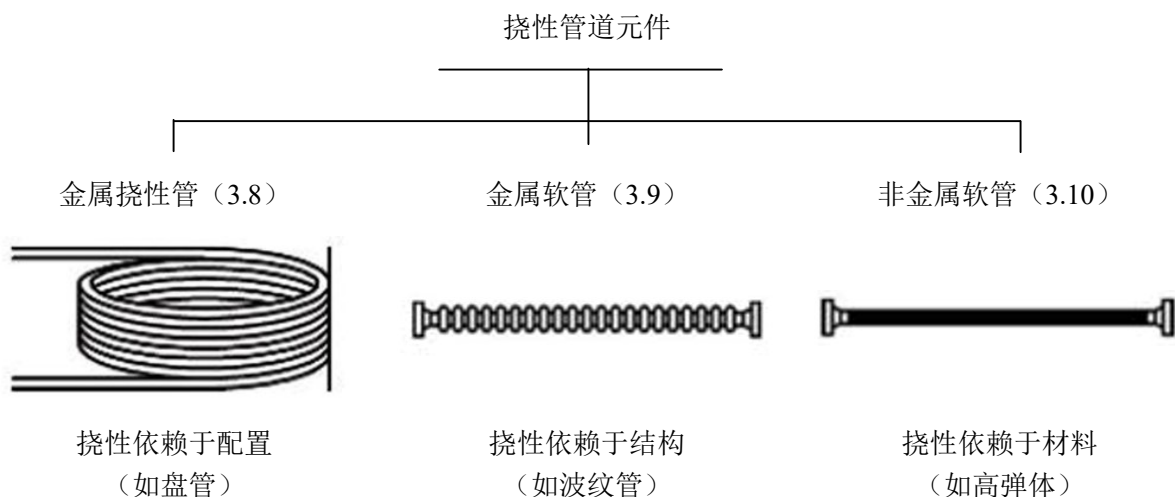 挠性管道元件
金属挠性管（3.8）
金属软管（3.9）
非金属软管（3.10）
挠性依赖于配置
（如盘管）
挠性依赖于结构
（如波纹管）
挠性依赖于材料
（如高弹体）